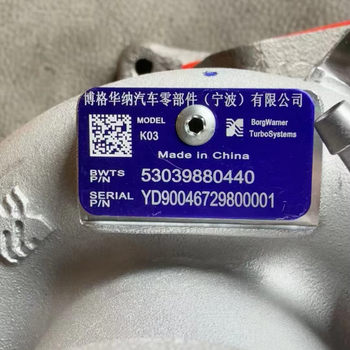 博格华纳汽车零部件（宁波）有限公司
MODEL
K03
BorgWarner
TurboSystems
Made in China
BWTS P/N 53039880440
SERIAL P/N YD90046729800001